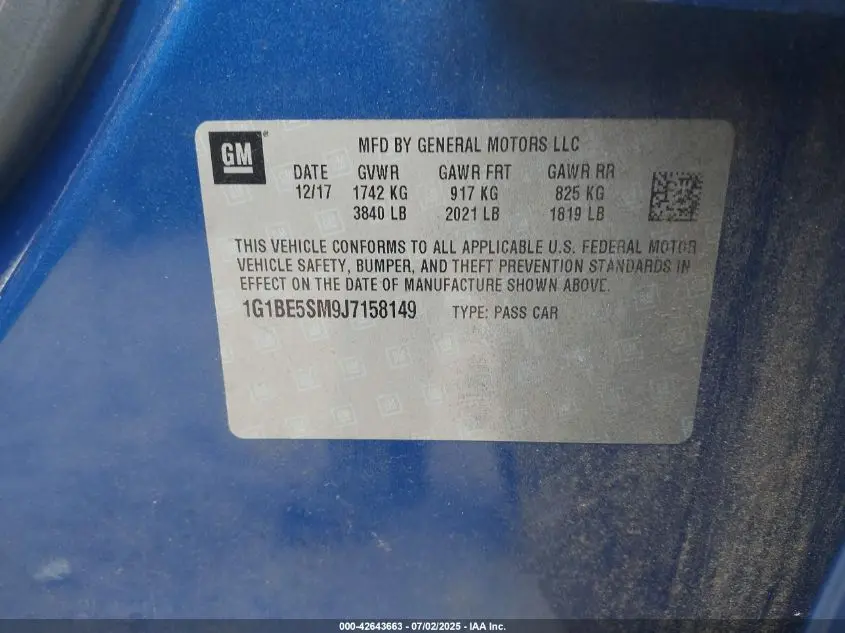 GM
MFD BY GENERAL MOTORS LLC
DATE GVWR GAWR FRT GAWR RR
12/17 1742 KG 917 KG 825 KG
3840 LB 2021 LB 1819 LB
THIS VEHICLE CONFORMS TO ALL APPLICABLE U.S. FEDERAL MOTOR
VEHICLE SAFETY, BUMPER, AND THEFT PREVENTION STANDARDS IN
EFFECT ON THE DATE OF MANUFACTURE SHOWN ABOVE.
1G1BE5SM9J7158149 TYPE: PASS CAR
000-42643663 - 07/02/2025 - IAA Inc.